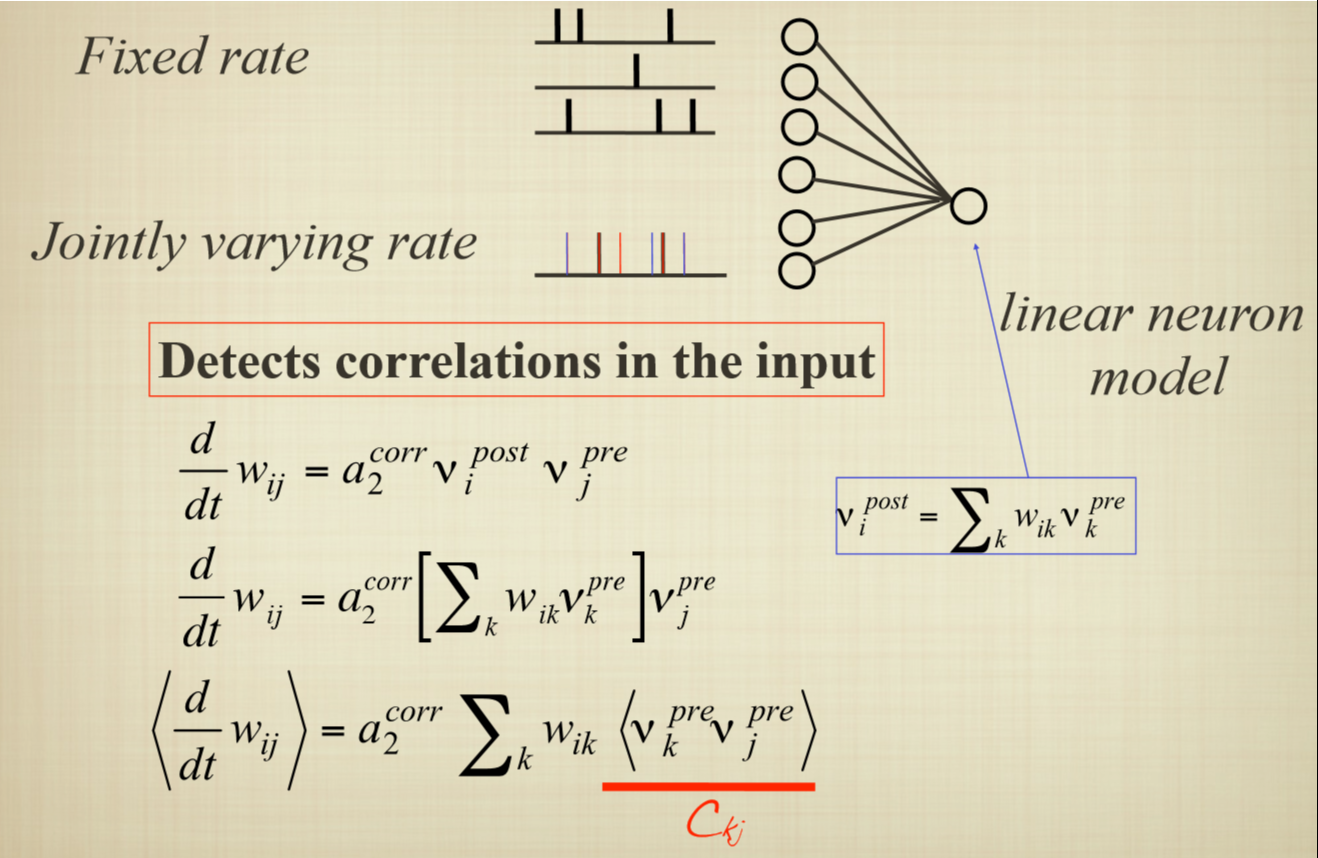 Fixed rate
Jointly varying rate
linear neuron
model
Detects correlations in the input
d/dt w_ij = a_2^corr ν_i^post ν_j^pre
ν_i^post = ∑_k w_ik ν_k^pre
d/dt w_ij = a_2^corr [∑_k w_ik ν_k^pre] ν_j^pre
⟨d/dt w_ij⟩ = a_2^corr ∑_k w_ik ⟨ν_k^pre ν_j^pre⟩
C_kj